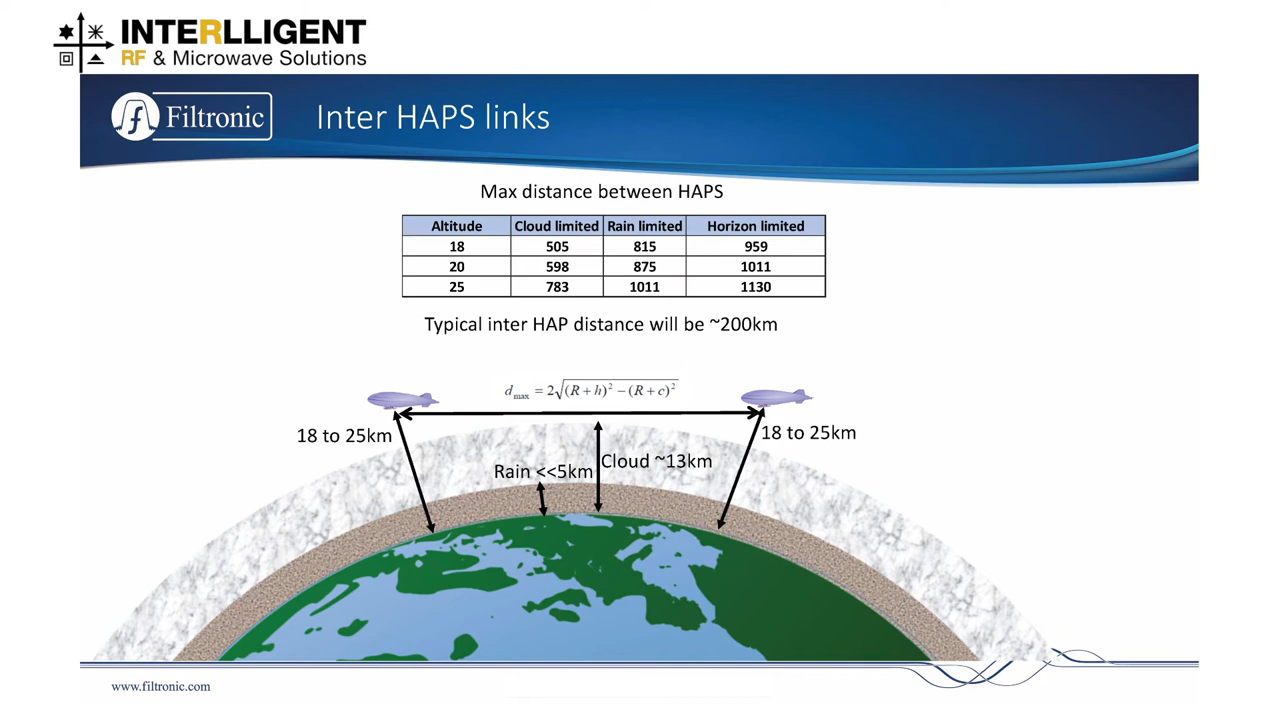 INTERLLIGENT
RF & Microwave Solutions
Filtronic
Inter HAPS links
Max distance between HAPS
Altitude Cloud limited Rain limited Horizon limited
18 505 815 959
20 598 875 1011
25 783 1011 1130
Typical inter HAP distance will be ~200km
d_max = 2√((R+h)² − (R+c)²)
18 to 25km
18 to 25km
Cloud ~13km
Rain <<5km
www.filtronic.com